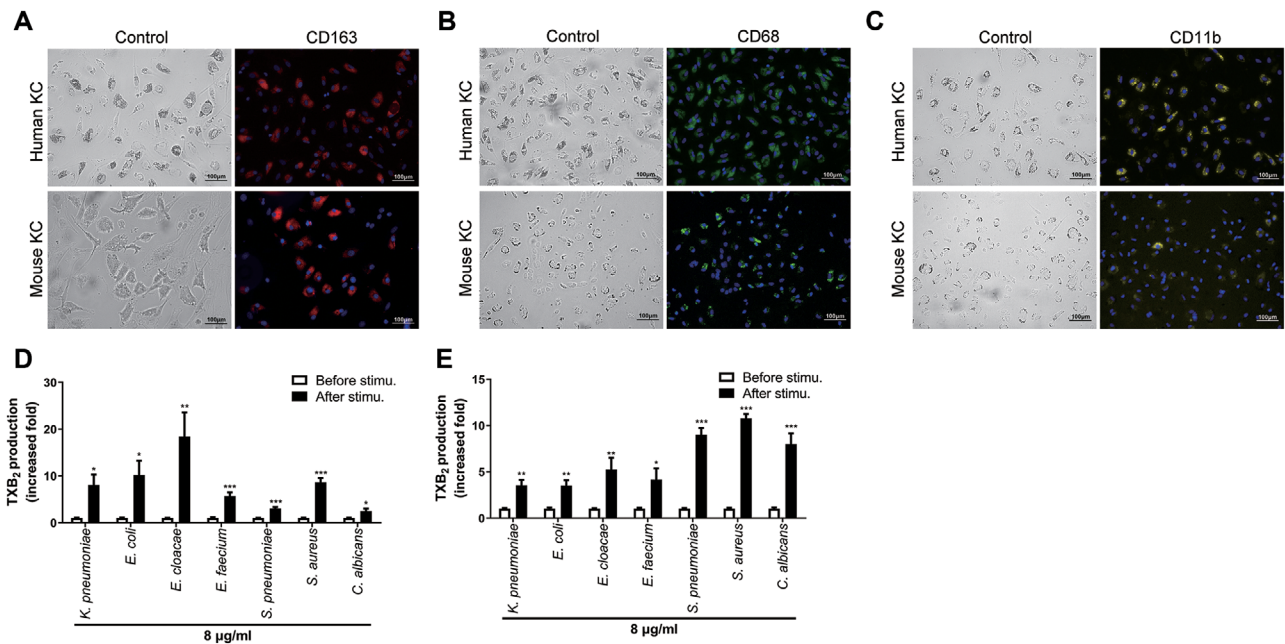 A
Control
CD163
Human KC
100μm
100μm
Mouse KC
100μm
100μm
B
Control
CD68
Human KC
100μm
100μm
Mouse KC
100μm
100μm
C
Control
CD11b
Human KC
100μm
100μm
Mouse KC
100μm
100μm
D
Before stimu.
After stimu.
TXB₂ production
(increased fold)
30
20
10
0
*
*
**
***
***
***
*
K. pneumoniae
E. coli
E. cloacae
E. faecium
S. pneumoniae
S. aureus
C. albicans
8 μg/ml
E
Before stimu.
After stimu.
TXB₂ production
(increased fold)
15
10
5
0
**
**
**
*
***
***
***
K. pneumoniae
E. coli
E. cloacae
E. faecium
S. pneumoniae
S. aureus
C. albicans
8 μg/ml